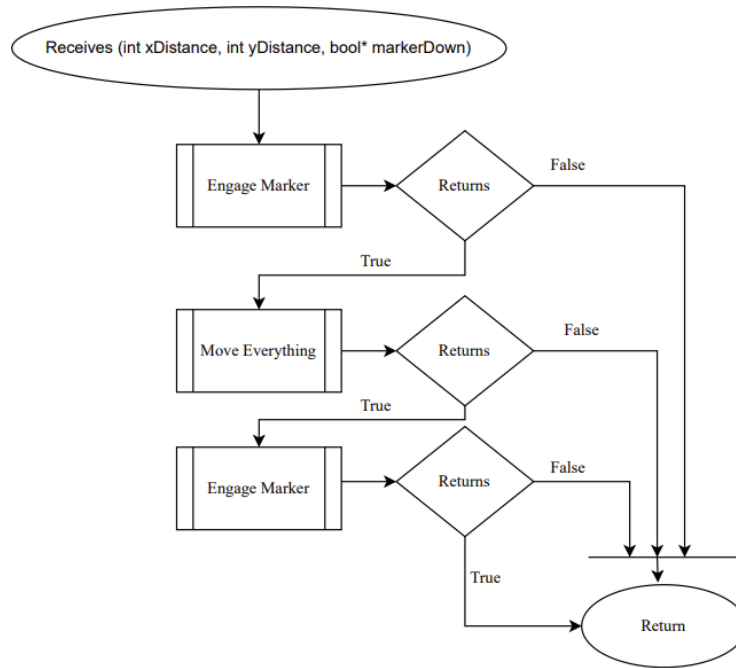 Receives (int xDistance, int yDistance, bool* markerDown)
Engage Marker
Returns
False
True
Move Everything
Returns
False
True
Engage Marker
Returns
False
True
Return